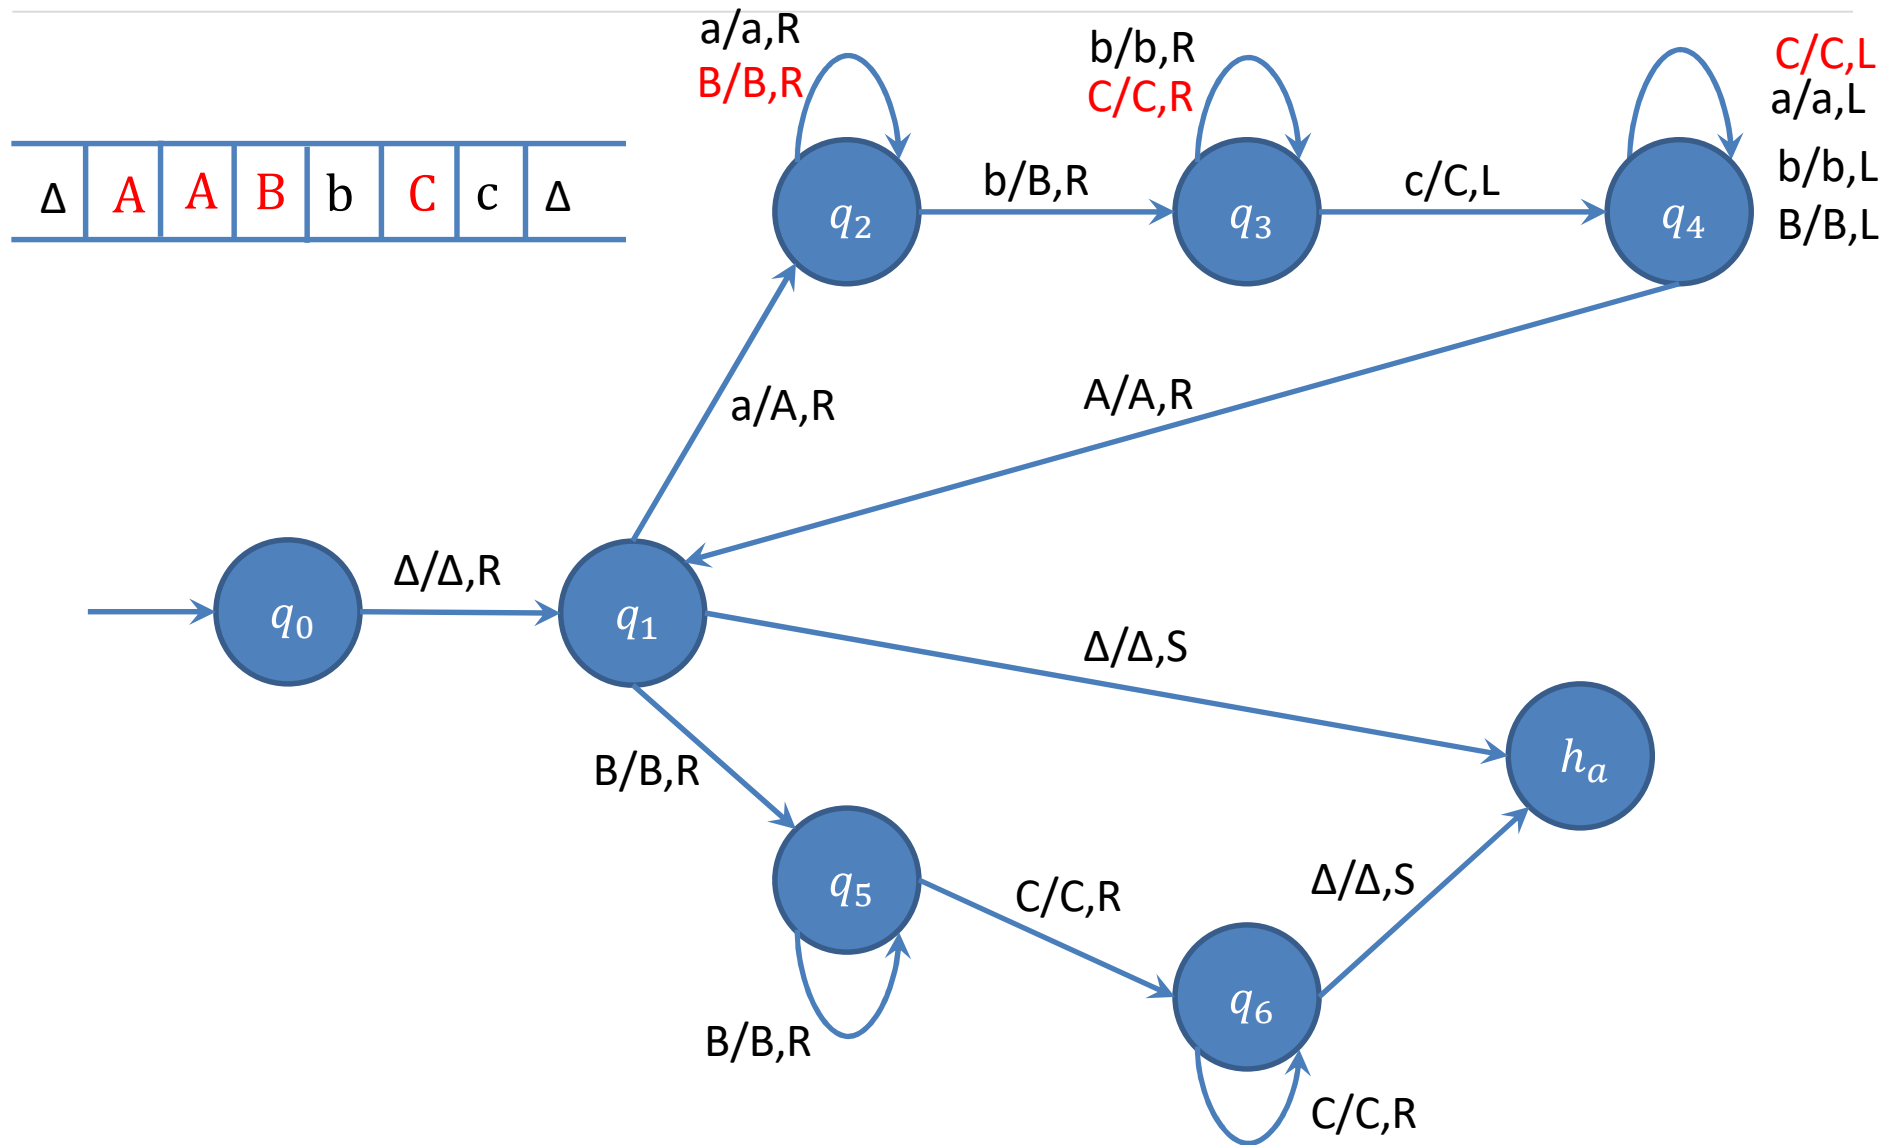 a/a,R
B/B,R
b/b,R
C/C,R
C/C,L
a/a,L
b/b,L
B/B,L
Δ A A B b C c Δ
q₂
b/B,R
q₃
c/C,L
q₄
a/A,R
A/A,R
q₀
Δ/Δ,R
q₁
Δ/Δ,S
hₐ
B/B,R
q₅
C/C,R
Δ/Δ,S
q₆
B/B,R
C/C,R